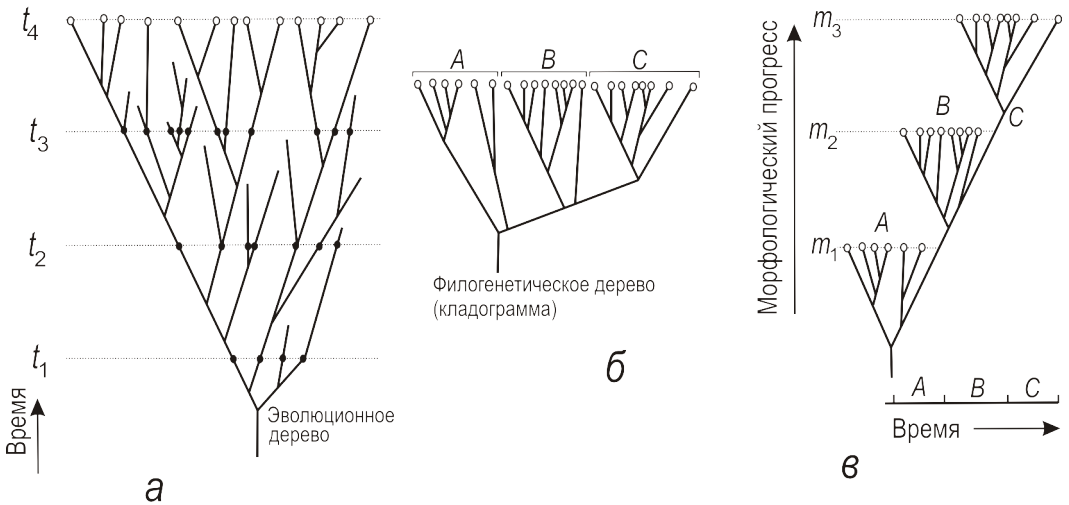 t4
t3
t2
t1
Время
Эволюционное
дерево
а
A B C
Филогенетическое дерево
(кладограмма)
б
Морфологический прогресс
m3
C
B
m2
A
m1
A B C
Время
в